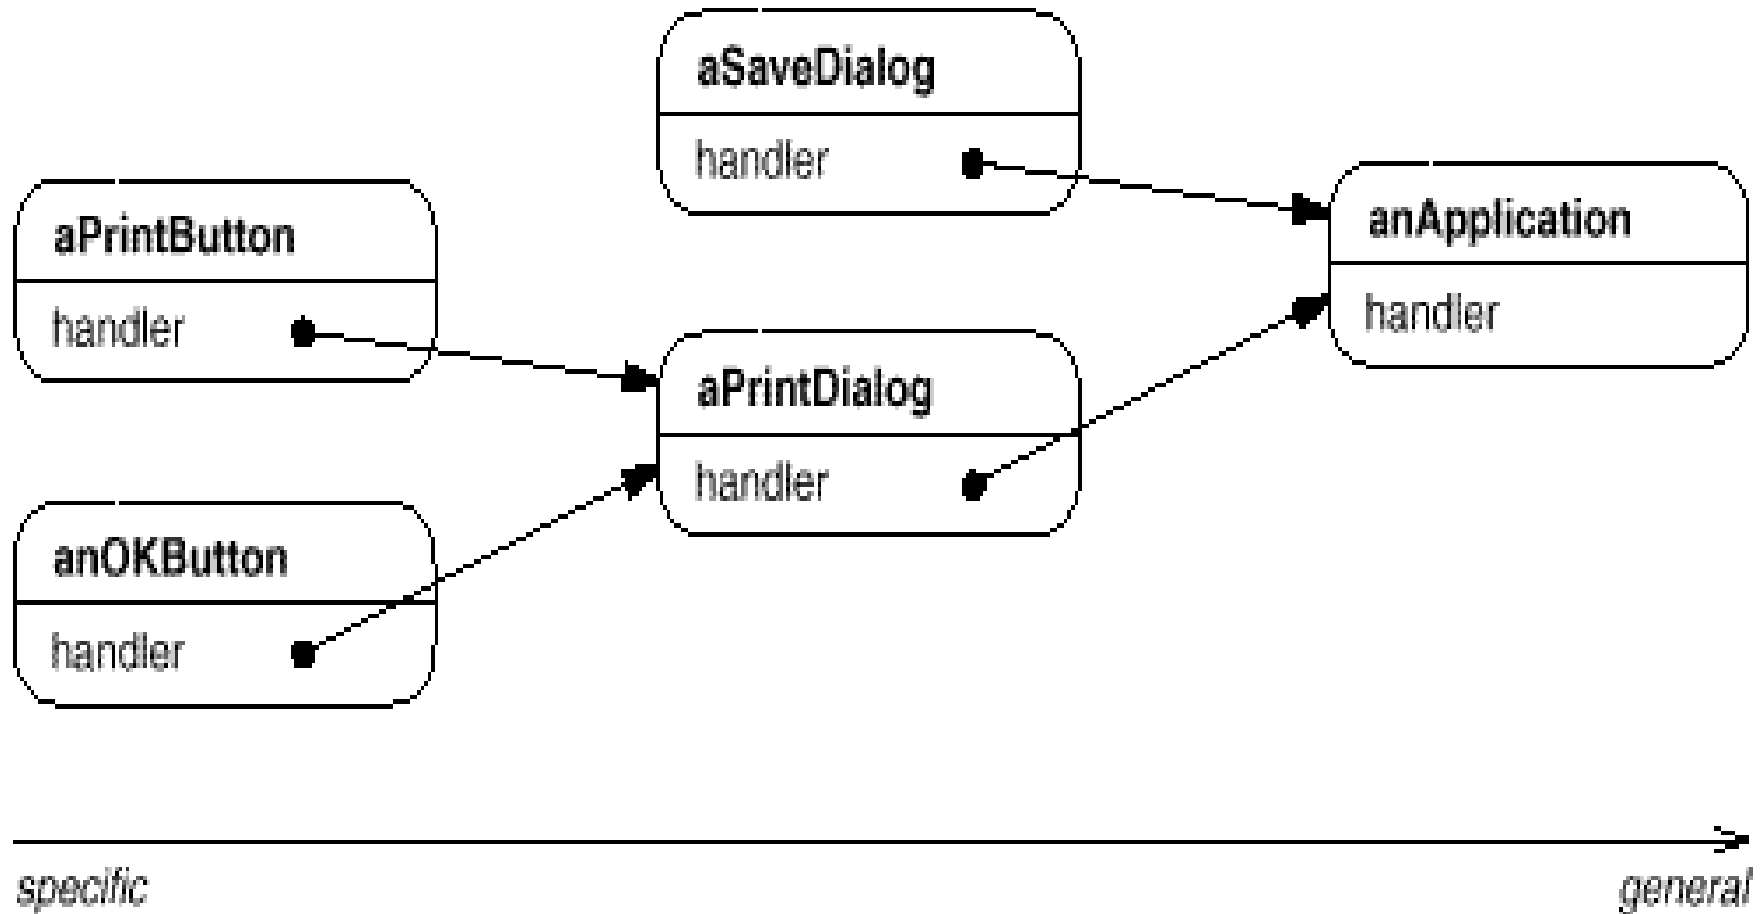 aSaveDialog
handler
aPrintButton
handler
anApplication
handler
aPrintDialog
handler
anOKButton
handler
specific
general